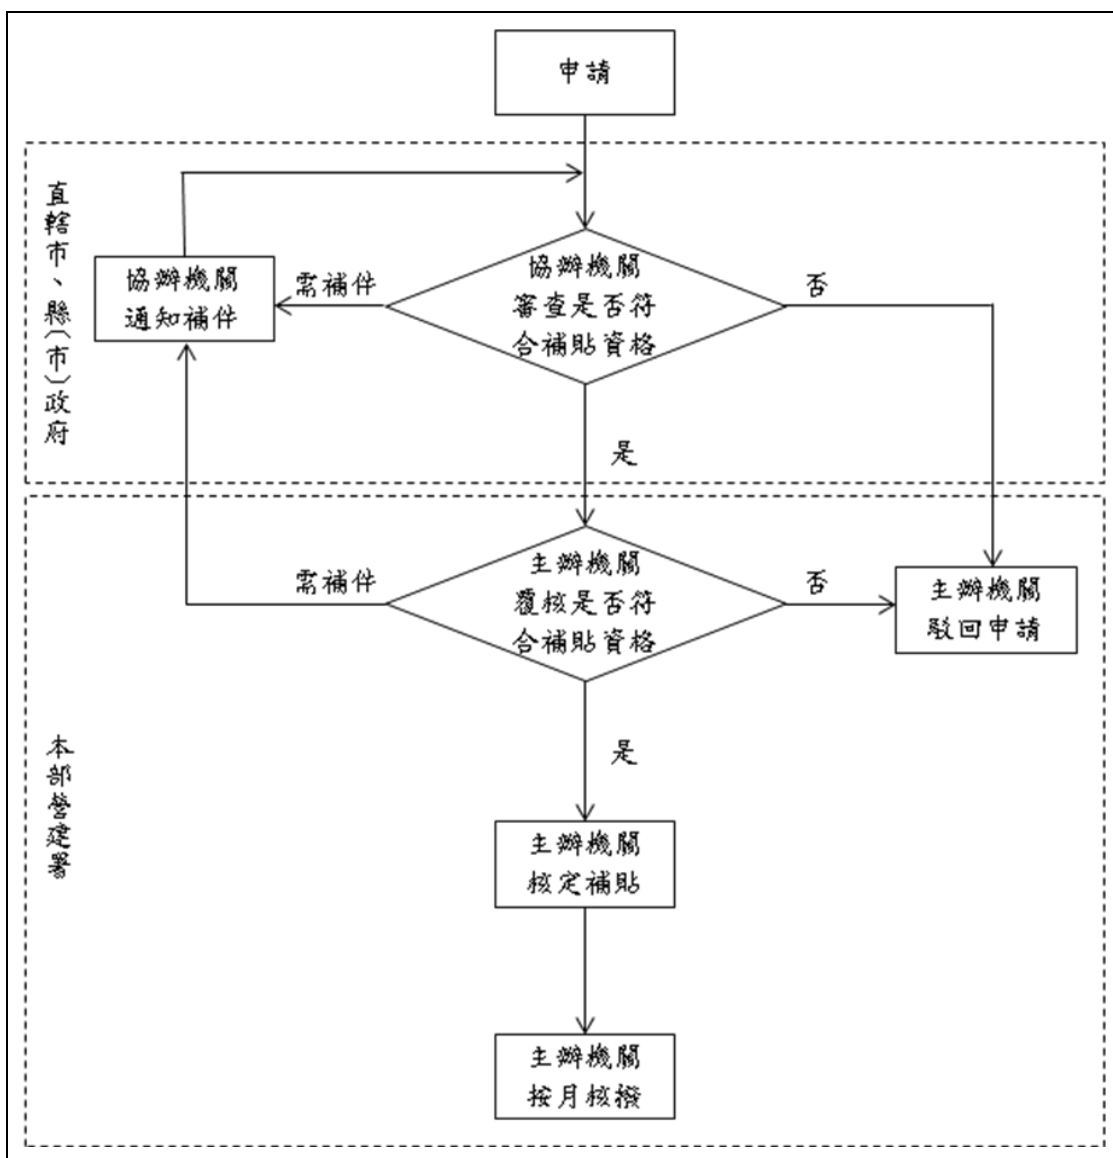 申請
直轄市、縣(市)政府
協辦機關
通知補件
需補件
協辦機關
審查是否符
合補貼資格
否
是
本部營建署
需補件
主辦機關
覆核是否符
合補貼資格
否
主辦機關
駁回申請
是
主辦機關
核定補貼
主辦機關
按月核撥